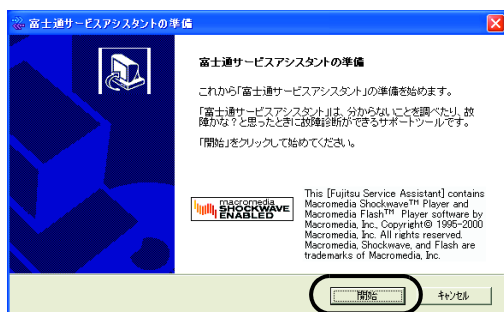 富士通サービスアシスタントの準備
富士通サービスアシスタントの準備
これから「富士通サービスアシスタント」の準備を始めます。
「富士通サービスアシスタント」は、分からないことを調べたり、故
障かな?と思ったときに故障診断ができるサポートツールです。
「開始」をクリックして始めてください。
macromedia
SHOCKWAVE
ENABLED
This [Fujitsu Service Assistant] contains
Macromedia Shockwave™ Player and
Macromedia Flash™ Player software by
Macromedia, Inc., Copyright© 1995-2000
Macromedia, Inc. All rights reserved.
Macromedia, Shockwave, and Flash are
trademarks of Macromedia, Inc.
開始
キャンセル